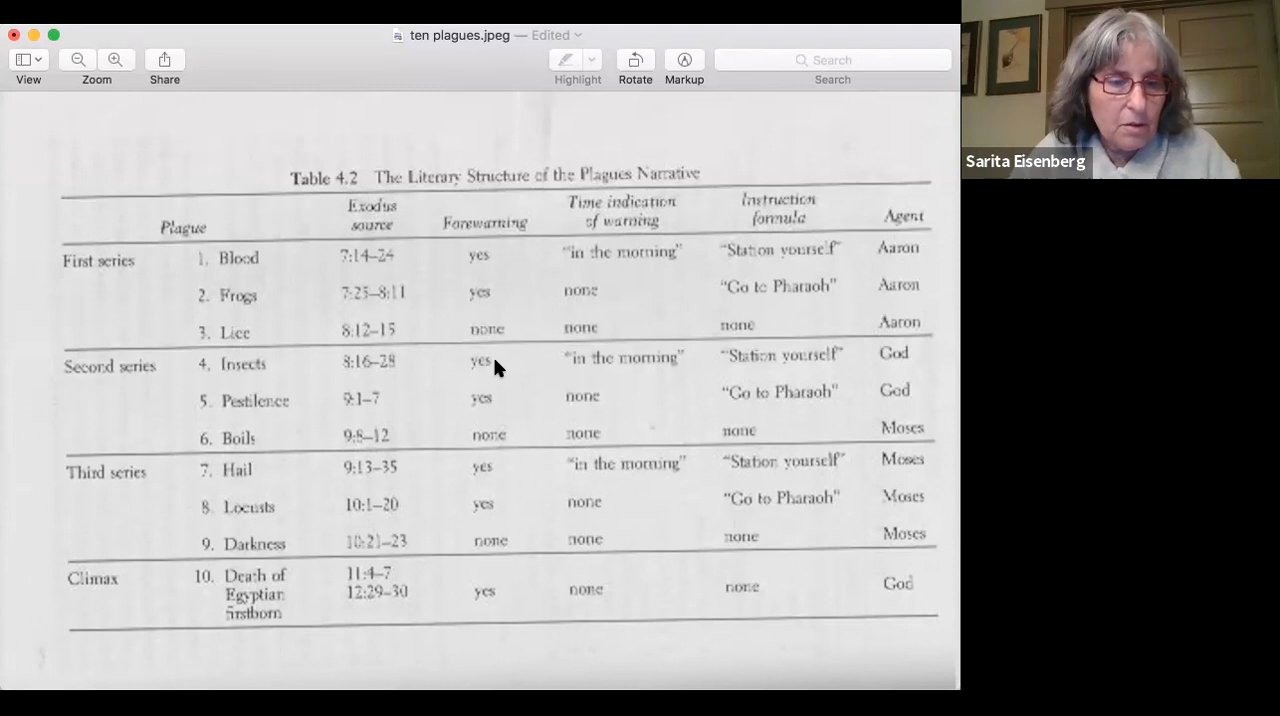 ten plagues.jpeg — Edited
View Zoom Share Highlight Rotate Markup Search
Search
Sarita Eisenberg
Table 4.2 The Literary Structure of the Plagues Narrative
Plague Exodus source Forewarning Time indication of warning Instruction formula Agent
First series 1. Blood 7:14–24 yes "in the morning" "Station yourself" Aaron
2. Frogs 7:25–8:11 yes none "Go to Pharaoh" Aaron
3. Lice 8:12–15 none none none Aaron
Second series 4. Insects 8:16–28 yes "in the morning" "Station yourself" God
5. Pestilence 9:1–7 yes none "Go to Pharaoh" God
6. Boils 9:8–12 none none none Moses
Third series 7. Hail 9:13–35 yes "in the morning" "Station yourself" Moses
8. Locusts 10:1–20 yes none "Go to Pharaoh" Moses
9. Darkness 10:21–23 none none none Moses
Climax 10. Death of 11:4–7
Egyptian 12:29–30 yes none none God
firstborn